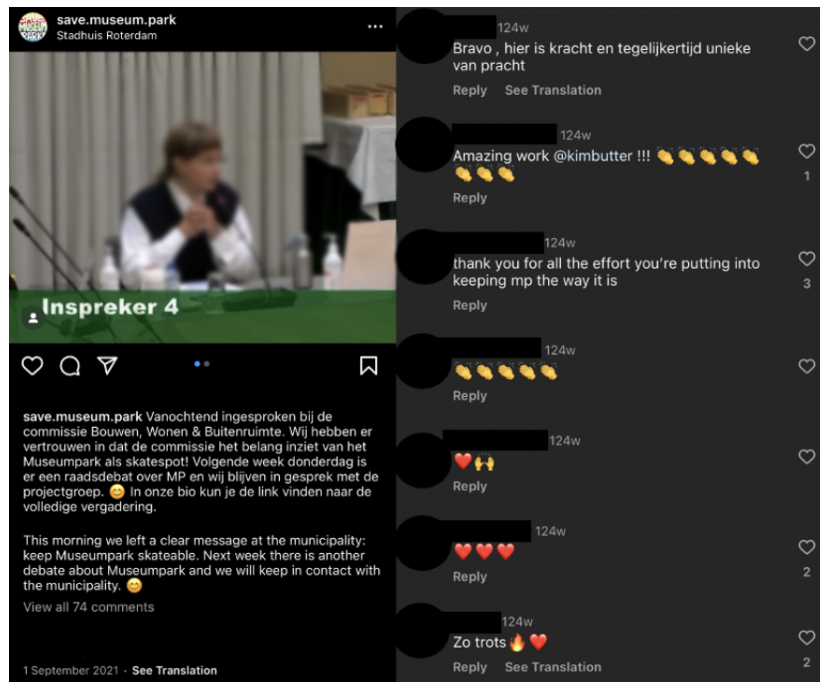 save.museum.park
Stadhuis Roterdam
Inspreker 4
save.museum.park Vanochtend ingesproken bij de
commissie Bouwen, Wonen & Buitenruimte. Wij hebben er
vertrouwen in dat de commissie het belang inziet van het
Museumpark als skatespot! Volgende week donderdag is
er een raadsdebat over MP en wij blijven in gesprek met de
projectgroep. 😊 In onze bio kun je de link vinden naar de
volledige vergadering.
This morning we left a clear message at the municipality:
keep Museumpark skateable. Next week there is another
debate about Museumpark and we will keep in contact with
the municipality. 😊
View all 74 comments
1 September 2021 · See Translation
124w
Bravo , hier is kracht en tegelijkertijd unieke
van pracht
Reply See Translation
124w
Amazing work @kimbutter !!! 👏👏👏👏👏
👏👏👏
1
Reply
124w
thank you for all the effort you're putting into
keeping mp the way it is
3
Reply
124w
👏👏👏👏👏
Reply
124w
❤️🙌
Reply
124w
❤️❤️❤️
2
Reply
124w
Zo trots🔥❤️
2
Reply See Translation